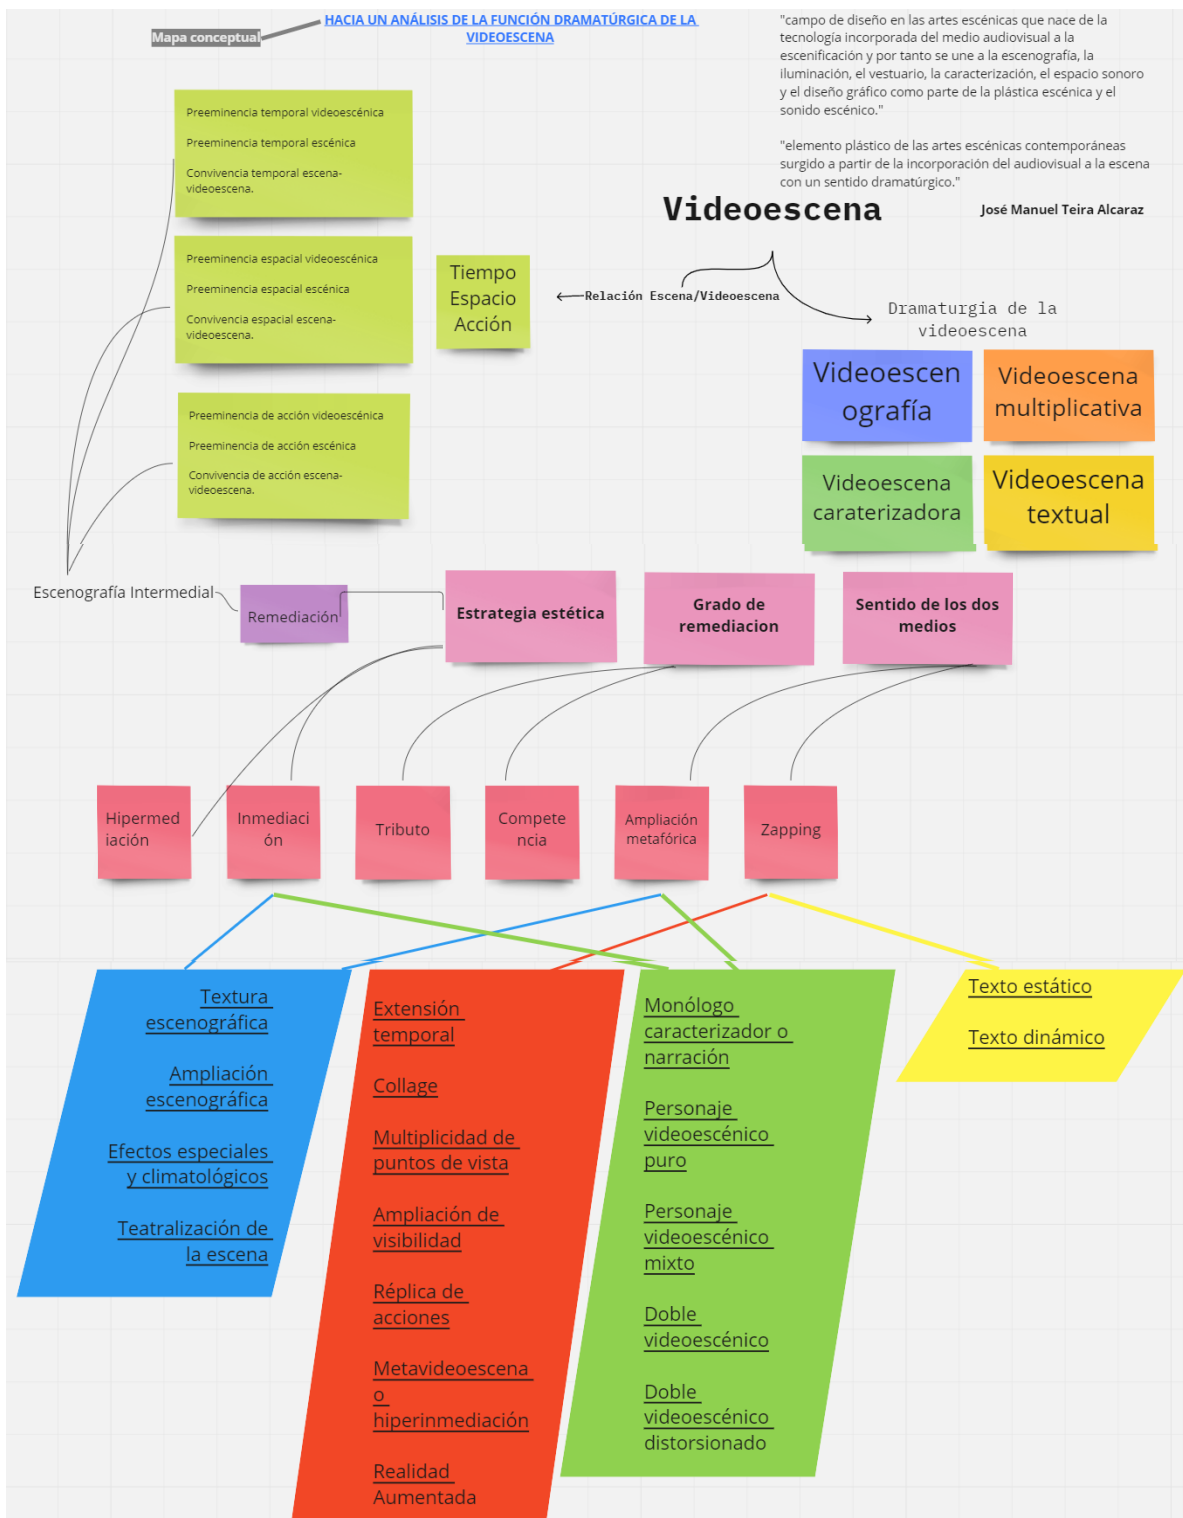 Mapa conceptual
HACIA UN ANÁLISIS DE LA FUNCIÓN DRAMATÚRGICA DE LA
VIDEOESCENA
"campo de diseño en las artes escénicas que nace de la
tecnología incorporada del medio audiovisual a la
escenificación y por tanto se une a la escenografía, la
iluminación, el vestuario, la caracterización, el espacio sonoro
y el diseño gráfico como parte de la plástica escénica y el
sonido escénico."
"elemento plástico de las artes escénicas contemporáneas
surgido a partir de la incorporación del audiovisual a la escena
con un sentido dramatúrgico."
José Manuel Teira Alcaraz
Videoescena
Preeminencia temporal videoescénica
Preeminencia temporal escénica
Convivencia temporal escena-
videoescena.
Preeminencia espacial videoescénica
Preeminencia espacial escénica
Convivencia espacial escena-
videoescena.
Tiempo
Espacio
Acción
Relación Escena/Videoescena
Dramaturgia de la
videoescena
Preeminencia de acción videoescénica
Preeminencia de acción escénica
Convivencia de acción escena-
videoescena.
Videoescen
ografía
Videoescena
multiplicativa
Videoescena
caraterizadora
Videoescena
textual
Escenografía Intermedial
Remediación
Estrategia estética
Grado de
remediacion
Sentido de los dos
medios
Hipermed
iación
Inmediaci
ón
Tributo
Compete
ncia
Ampliación
metafórica
Zapping
Textura
escenográfica
Ampliación
escenográfica
Efectos especiales
y climatológicos
Teatralización de
la escena
Extensión
temporal
Collage
Multiplicidad de
puntos de vista
Ampliación de
visibilidad
Réplica de
acciones
Metavideoescena
o
hiperinmediación
Realidad
Aumentada
Monólogo
caracterizador o
narración
Personaje
videoescénico
puro
Personaje
videoescénico
mixto
Doble
videoescénico
Doble
videoescénico
distorsionado
Texto estático
Texto dinámico